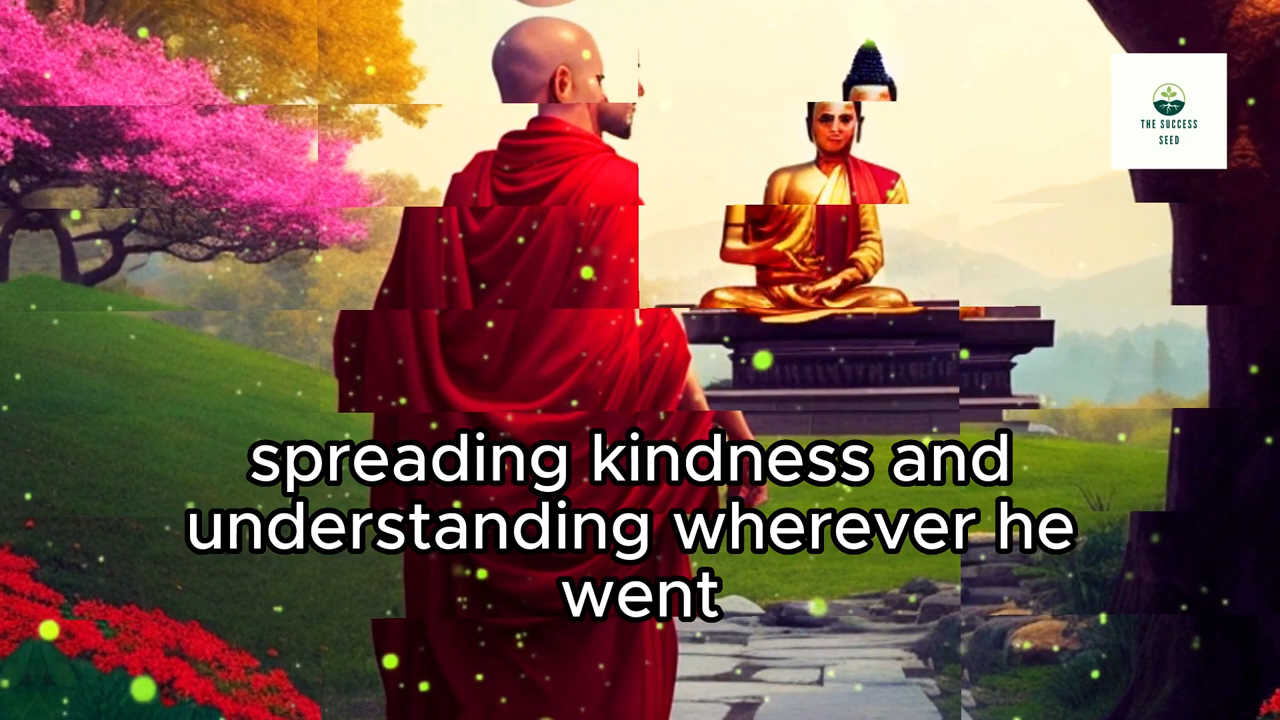 THE SUCCESS
SEED
spreading kindness and
understanding wherever he
went